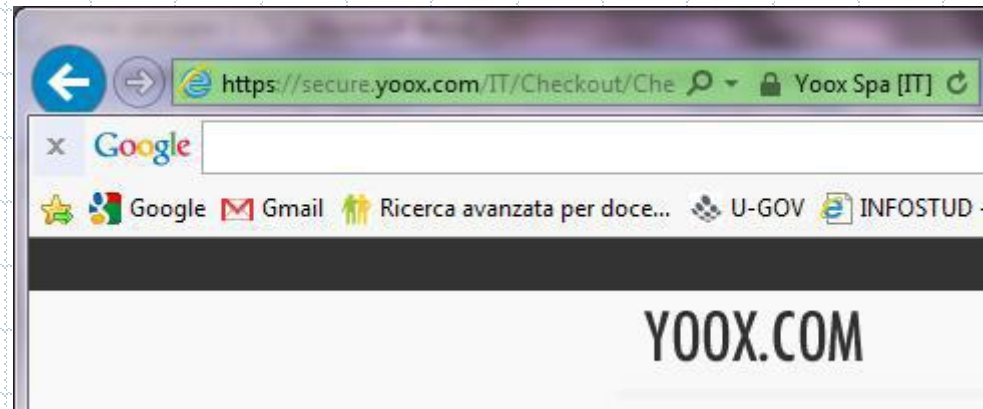 https://secure.yoox.com/IT/Checkout/Che Yoox Spa [IT]
x Google
Google Gmail Ricerca avanzata per doce... U-GOV INFOSTUD -
YOOX.COM